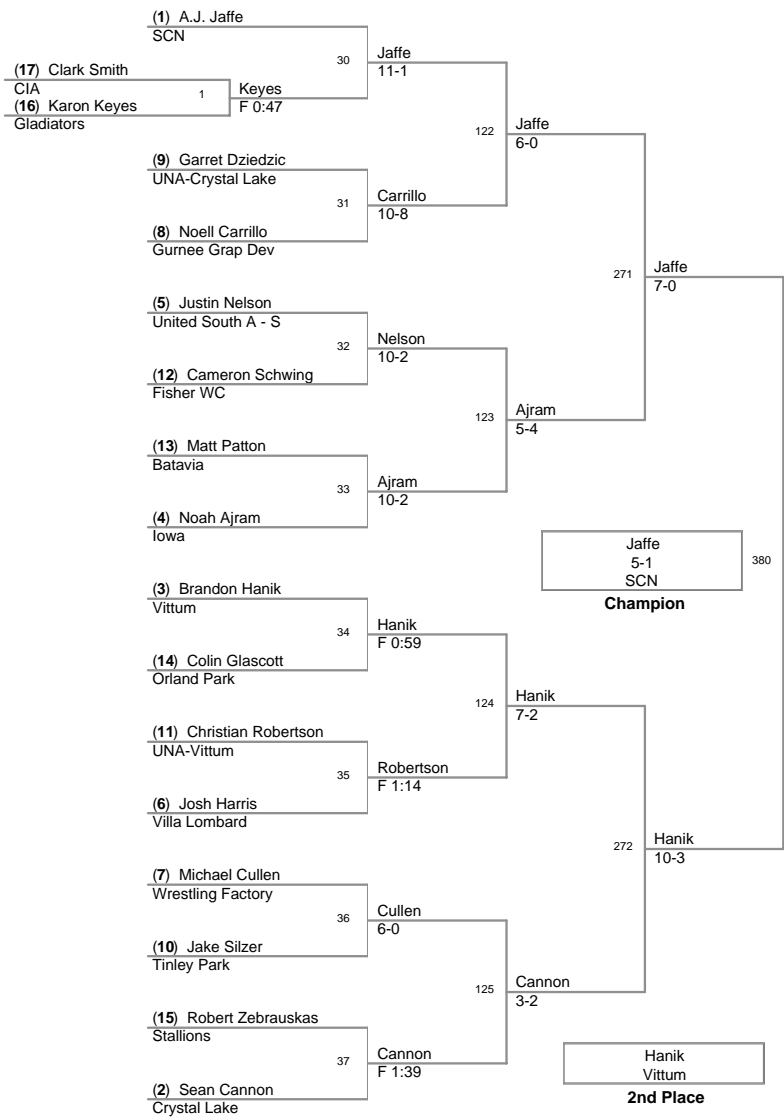 (1) A.J. Jaffe
SCN
30
Jaffe
11-1
(17) Clark Smith
CIA
1
Keyes
F 0:47
(16) Karon Keyes
Gladiators
122
Jaffe
6-0
(9) Garret Dziedzic
UNA-Crystal Lake
31
Carrillo
10-8
(8) Noell Carrillo
Gurnee Grap Dev
271
Jaffe
7-0
(5) Justin Nelson
United South A - S
32
Nelson
10-2
(12) Cameron Schwing
Fisher WC
123
Ajram
5-4
(13) Matt Patton
Batavia
33
Ajram
10-2
(4) Noah Ajram
Iowa
Jaffe
5-1
SCN
380
Champion
(3) Brandon Hanik
Vittum
34
Hanik
F 0:59
(14) Colin Glascott
Orland Park
124
Hanik
7-2
(11) Christian Robertson
UNA-Vittum
35
Robertson
F 1:14
(6) Josh Harris
Villa Lombard
272
Hanik
10-3
(7) Michael Cullen
Wrestling Factory
36
Cullen
6-0
(10) Jake Silzer
Tinley Park
125
Cannon
3-2
(15) Robert Zebrauskas
Stallions
37
Cannon
F 1:39
(2) Sean Cannon
Crystal Lake
Hanik
Vittum
2nd Place